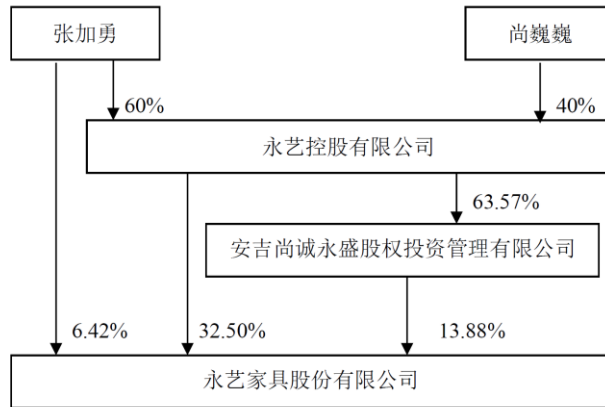 张加勇
尚巍巍
60%
40%
永艺控股有限公司
63.57%
安吉尚诚永盛股权投资管理有限公司
6.42%
32.50%
13.88%
永艺家具股份有限公司